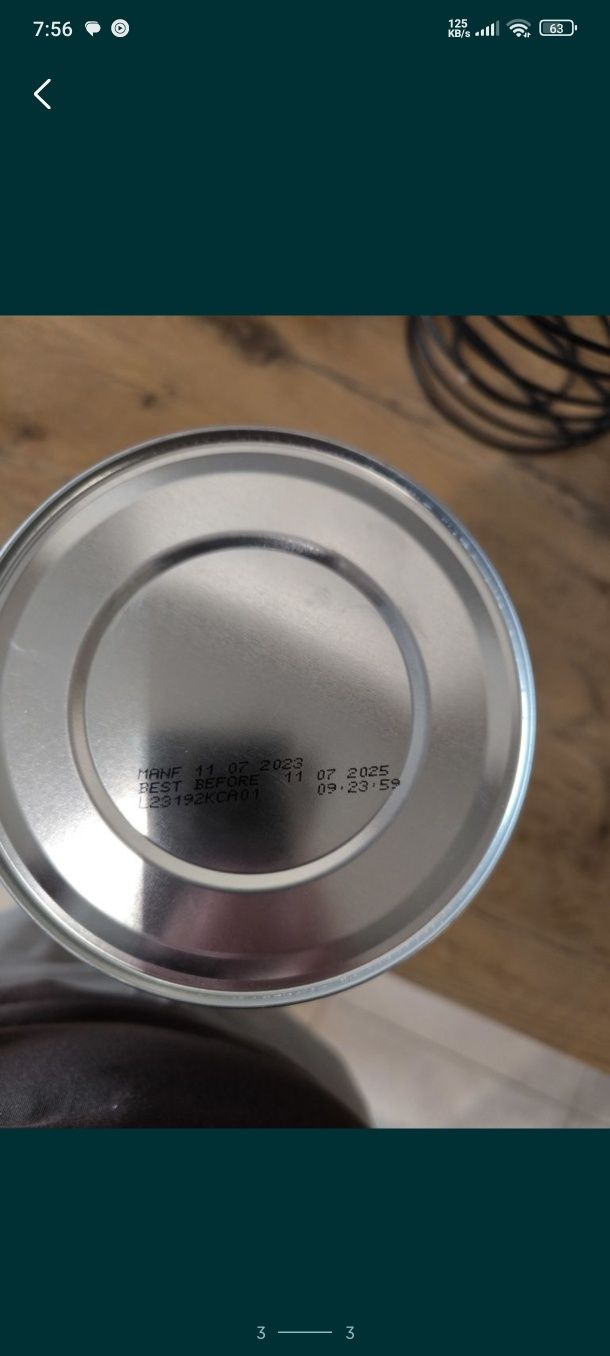 7:56
125
KB/s
63
MANF 11 07 2023
BEST BEFORE 11 07 2025
L23192KCA01 09:23:59
3 3